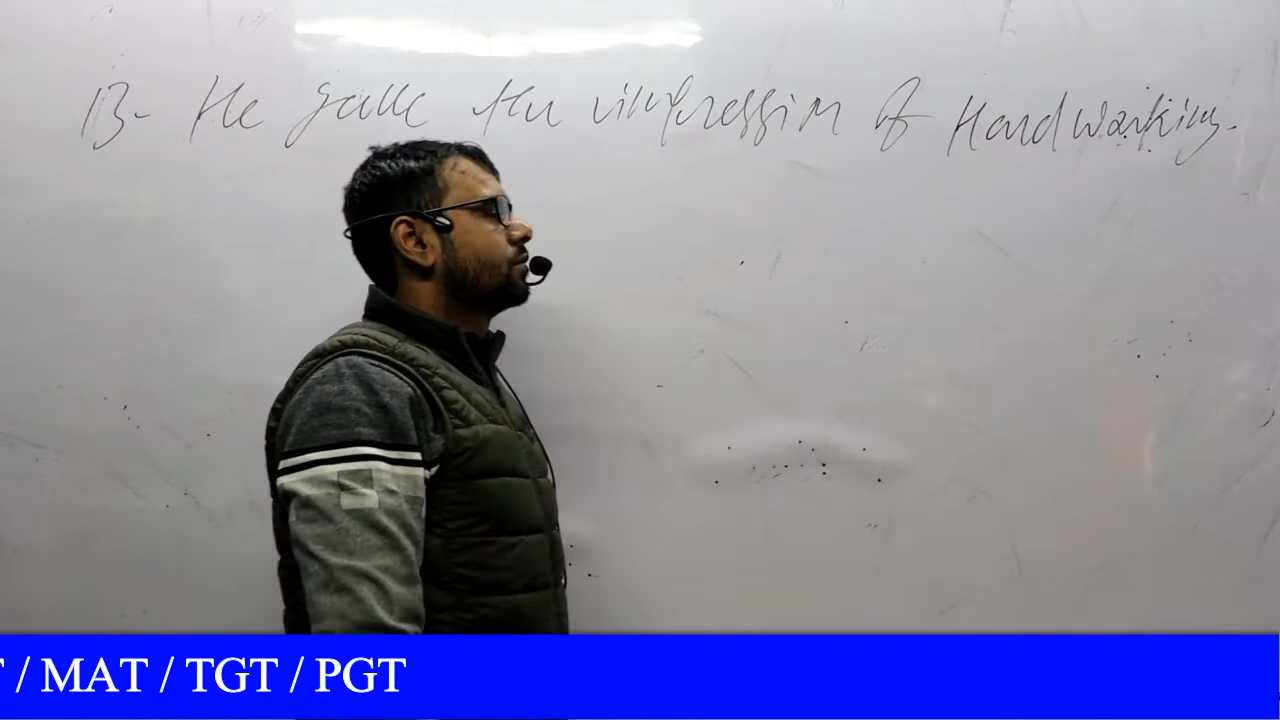 13- He gave the impression of Hardworking.
/ MAT / TGT / PGT